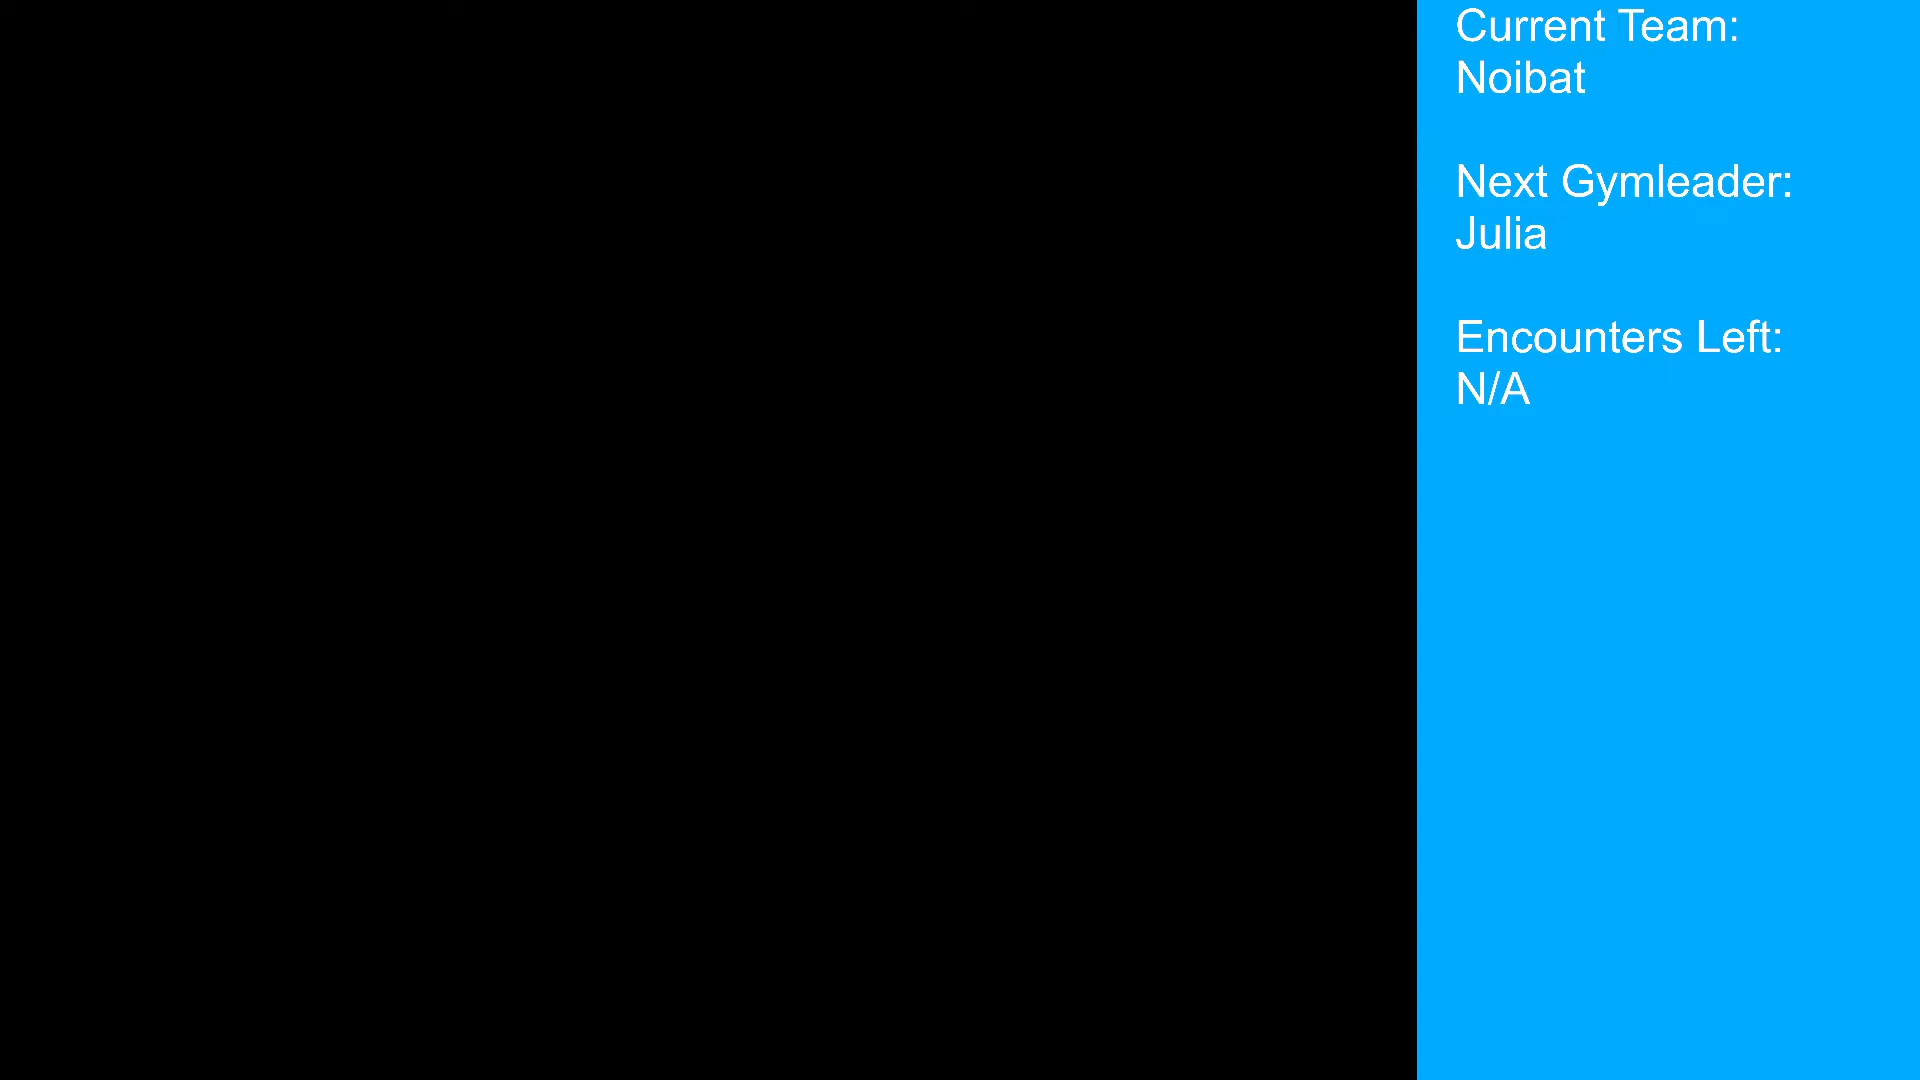 Current Team:
Noibat
Next Gymleader:
Julia
Encounters Left:
N/A